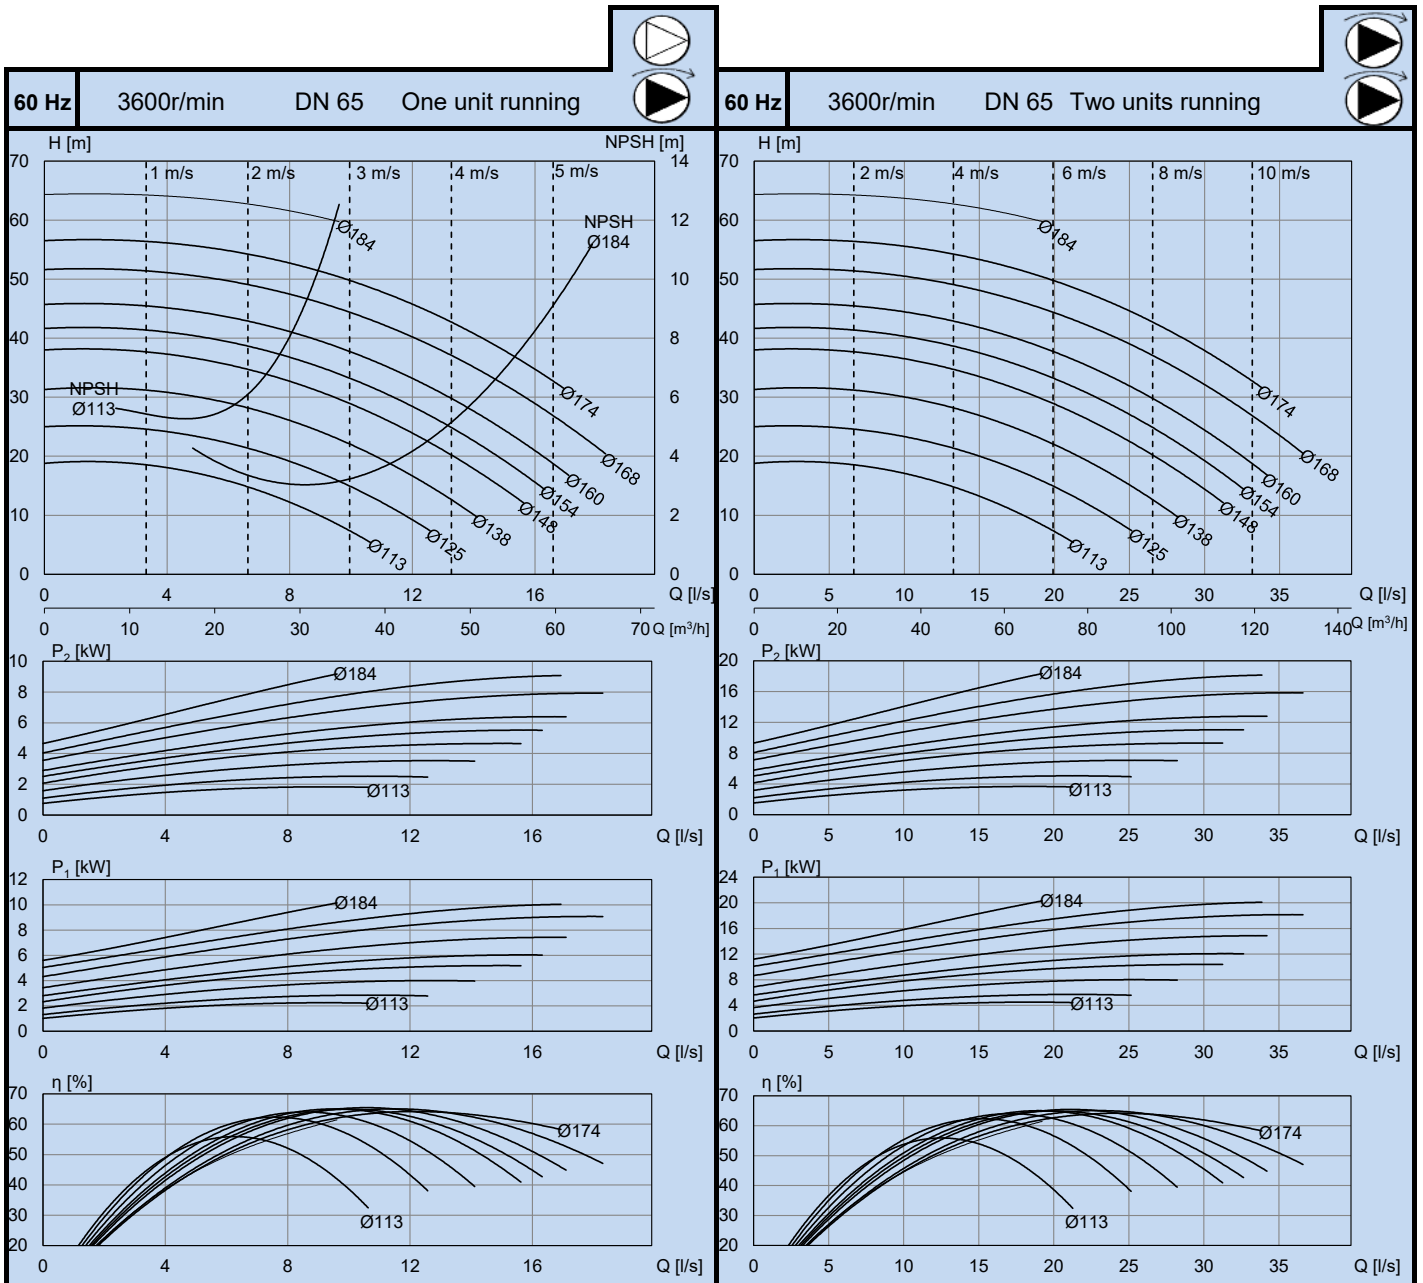 60 Hz 3600r/min DN 65 One unit running
H [m] NPSH [m]
70 1 m/s 2 m/s 3 m/s 4 m/s 5 m/s 14
60 Ø184 NPSH 12
Ø184
50 10
40 8
30 NPSH Ø174 6
Ø113
20 Ø168 4
Ø160
Ø154
Ø148
10 Ø138 2
Ø125
Ø113
0 0
0 4 8 12 16 Q [l/s]
0 10 20 30 40 50 60 70 Q [m³/h]
P₂ [kW]
10
Ø184
8
6
4
2
Ø113
0
0 4 8 12 16 Q [l/s]
P₁ [kW]
12
10 Ø184
8
6
4
2 Ø113
0
0 4 8 12 16 Q [l/s]
η [%]
70
60 Ø174
50
40
30
Ø113
20
0 4 8 12 16 Q [l/s]
60 Hz 3600r/min DN 65 Two units running
H [m]
70 2 m/s 4 m/s 6 m/s 8 m/s 10 m/s
60 Ø184
50
40
30 Ø174
20 Ø168
Ø160
Ø154
Ø148
10 Ø138
Ø125
Ø113
0
0 5 10 15 20 25 30 35 Q [l/s]
0 20 40 60 80 100 120 140 Q [m³/h]
P₂ [kW]
20
Ø184
16
12
8
4 Ø113
0
0 5 10 15 20 25 30 35 Q [l/s]
P₁ [kW]
24
20 Ø184
16
12
8
4 Ø113
0
0 5 10 15 20 25 30 35 Q [l/s]
η [%]
70
60 Ø174
50
40
30
Ø113
20
0 5 10 15 20 25 30 35 Q [l/s]